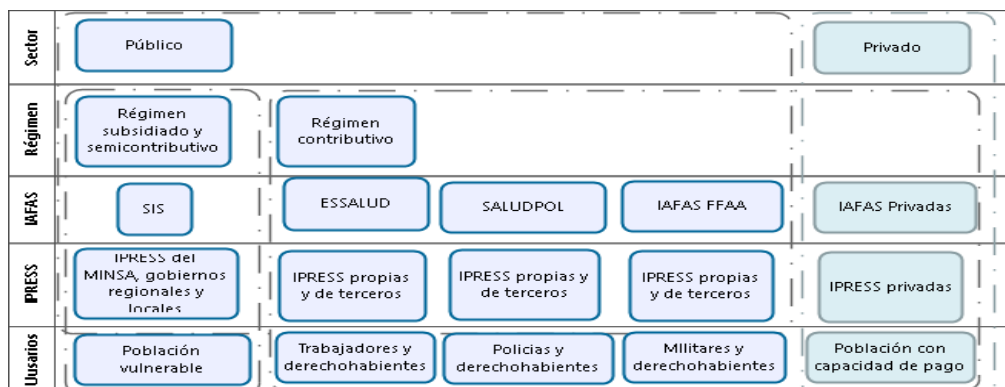 Sector
Público
Privado
Régimen
Régimen
subsidiado y
semicontributivo
Régimen
contributivo
IAFAS
SIS
ESSALUD
SALUDPOL
IAFAS FFAA
IAFAS Privadas
IPRESS
IPRESS del
MINSA, gobiernos
regionales y
locales
IPRESS propias
y de terceros
IPRESS propias y
de terceros
IPRESS propias
y de terceros
IPRESS privadas
Usuarios
Población
vulnerable
Trabajadores y
derechohabientes
Policias y
derechohabientes
MIlitares y
derechohabientes
Población con
capacidad de pago